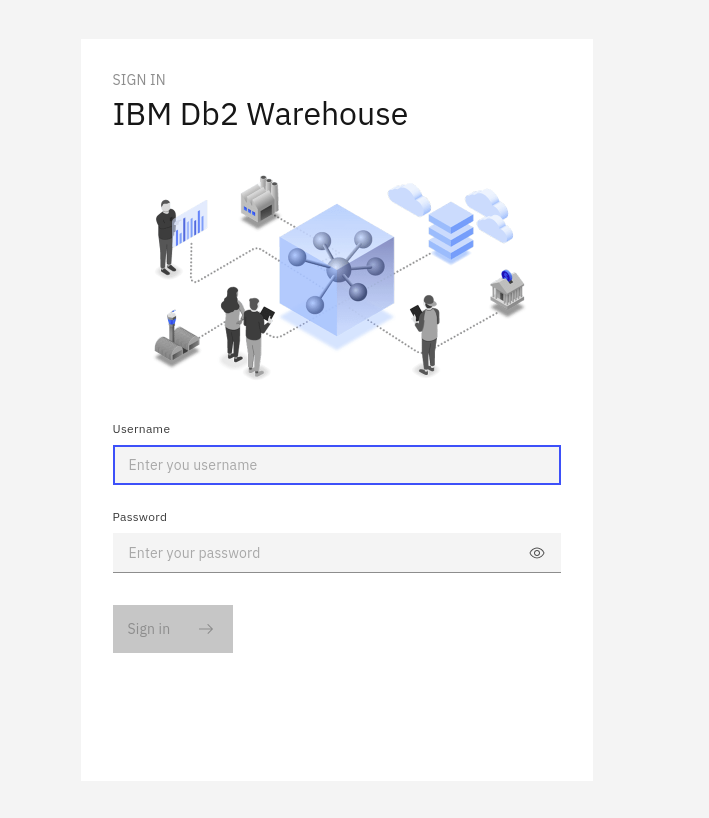 SIGN IN
IBM Db2 Warehouse
Username
Enter you username
Password
Enter your password
Sign in